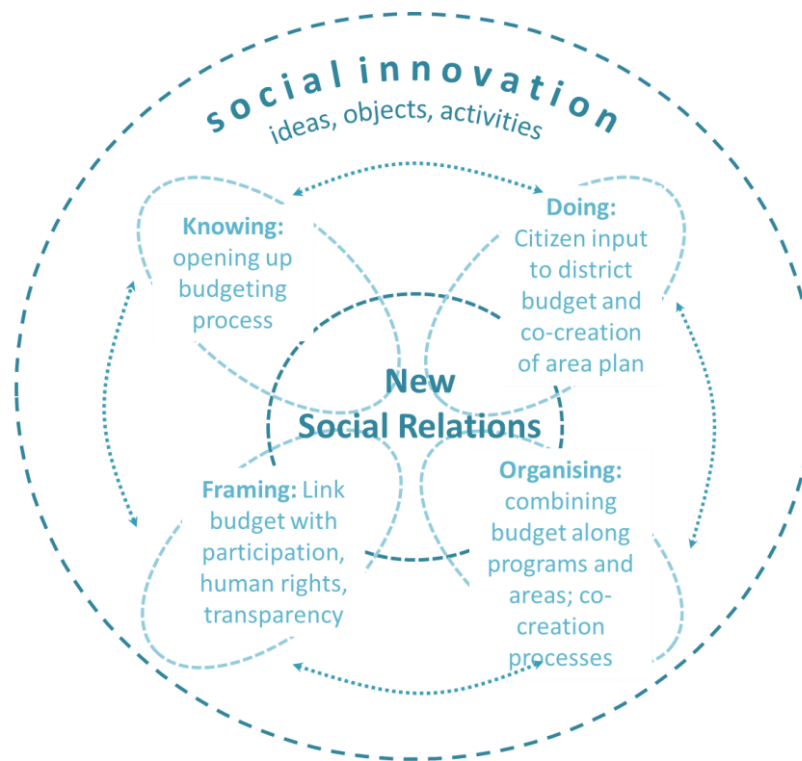 social innovation
ideas, objects, activities
Knowing:
opening up
budgeting
process
Doing:
Citizen input
to district
budget and
co-creation
of area plan
New
Social Relations
Framing: Link
budget with
participation,
human rights,
transparency
Organising:
combining
budget along
programs and
areas; co-
creation
processes